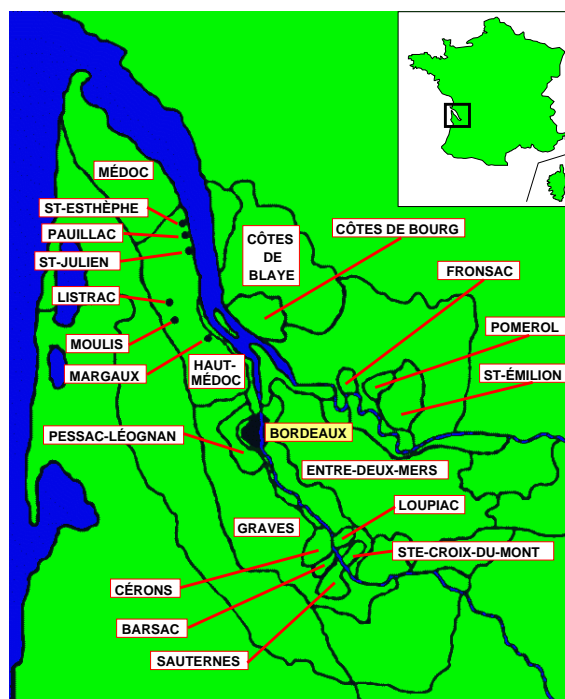 MÉDOC
ST-ESTHÈPHE
PAUILLAC
ST-JULIEN
CÔTES
DE
BLAYE
CÔTES DE BOURG
FRONSAC
LISTRAC
POMEROL
MOULIS
HAUT-
MÉDOC
ST-ÉMILION
MARGAUX
PESSAC-LÉOGNAN
BORDEAUX
ENTRE-DEUX-MERS
LOUPIAC
GRAVES
STE-CROIX-DU-MONT
CÉRONS
BARSAC
SAUTERNES